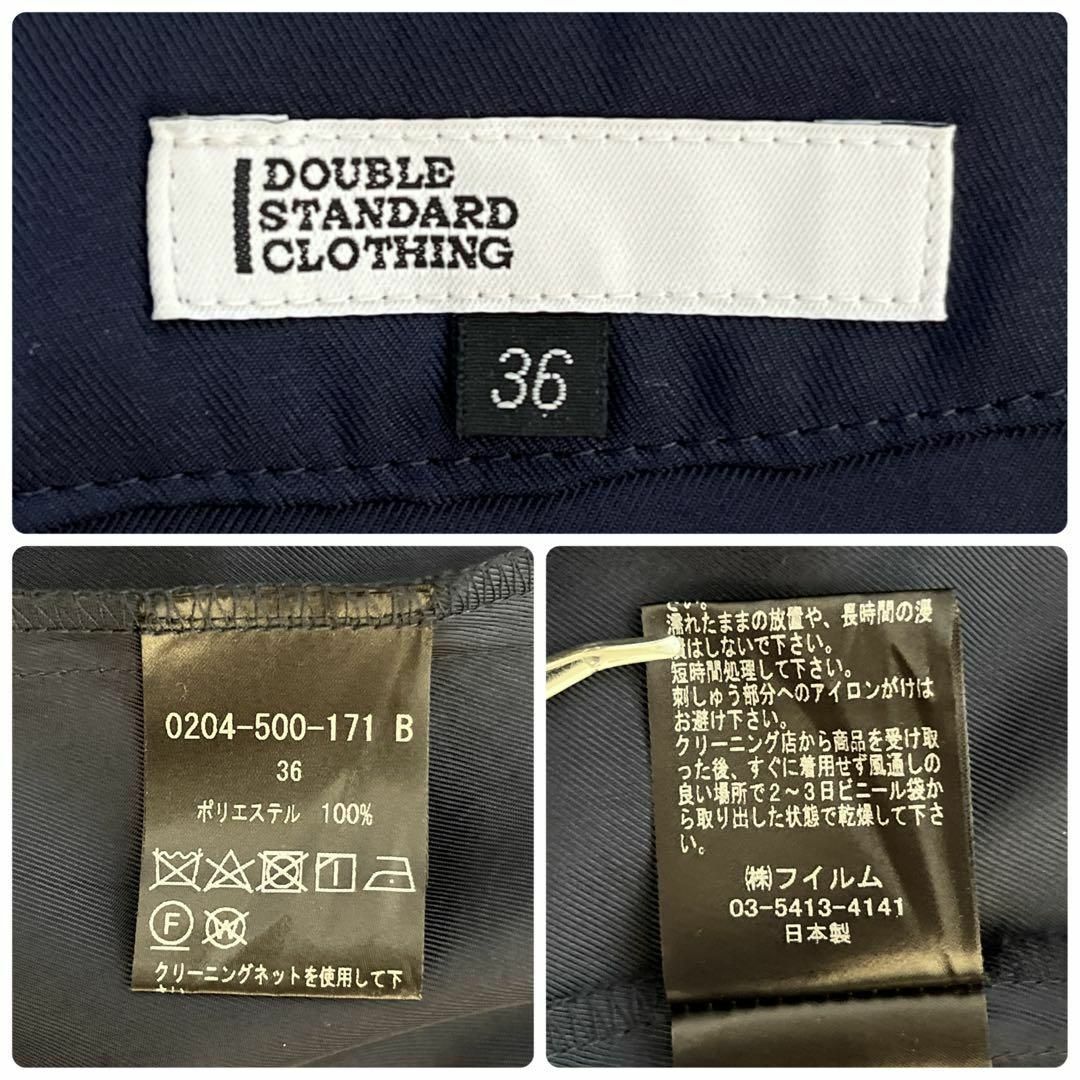 DOUBLE
STANDARD
CLOTHING
36
0204-500-171 B
36
ポリエステル 100%
F
W
クリーニングネットを使用して下
さい。
さい。
濡れたままの放置や、長時間の浸
漬はしないで下さい。
短時間処理して下さい。
刺しゅう部分へのアイロンがけは
お避け下さい。
クリーニング店から商品を受け取
った後、すぐに着用せず風通しの
良い場所で2～3日ビニール袋か
ら取り出した状態で乾燥して下さ
い。
㈱フイルム
03-5413-4141
日本製